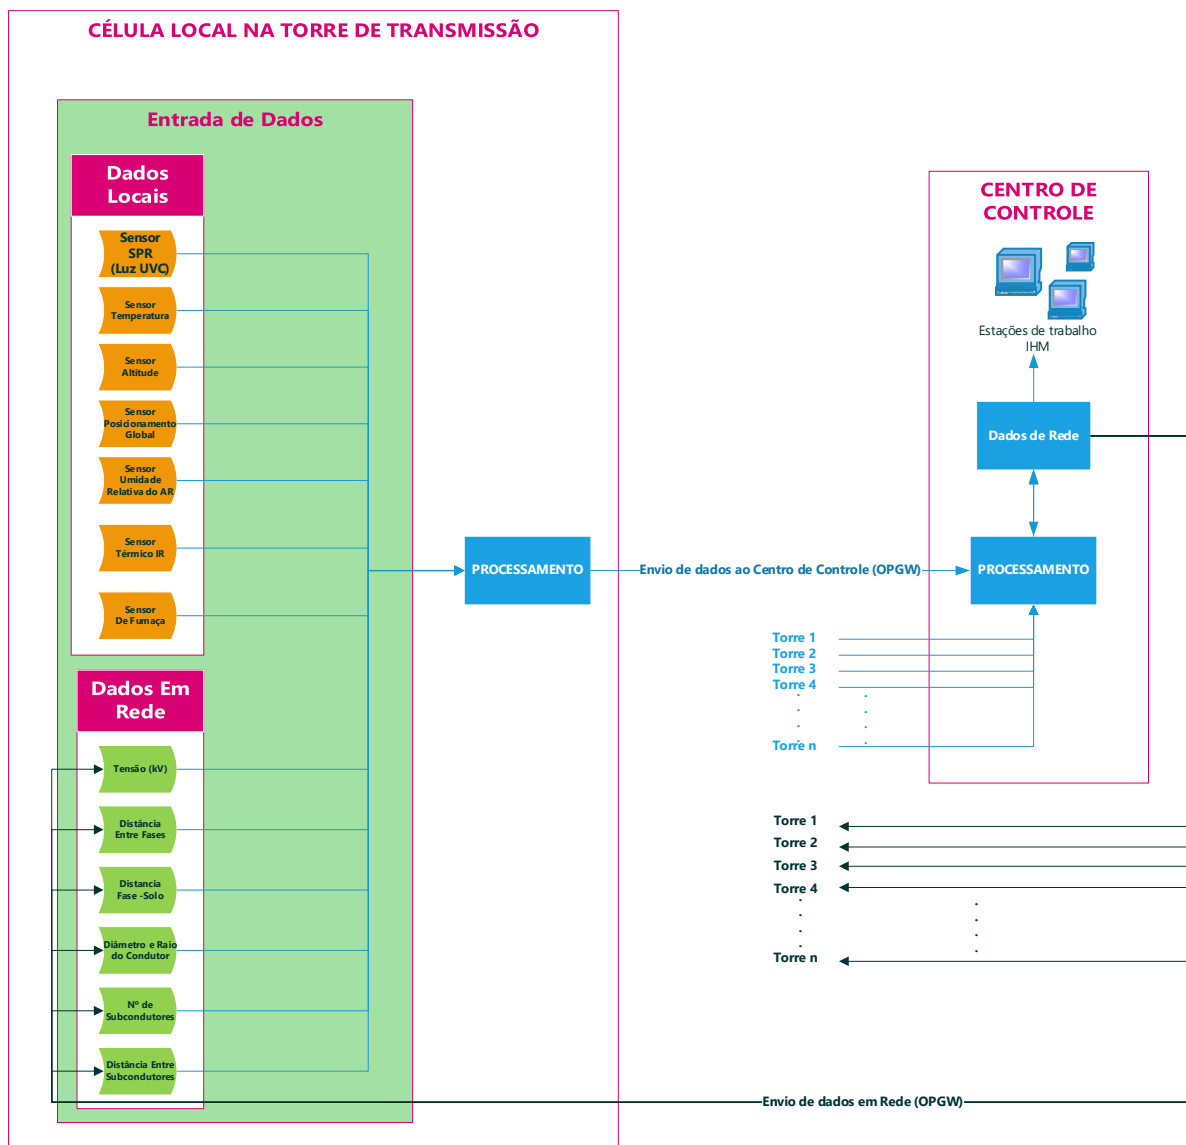 CÉLULA LOCAL NA TORRE DE TRANSMISSÃO
Entrada de Dados
Dados
Locais
Sensor
SPR
(Luz UVC)
Sensor
Temperatura
Sensor
Altitude
Sensor
Posicionamento
Global
Sensor
Umidade
Relativa do AR
Sensor
Térmico IR
Sensor
De Fumaça
Dados Em
Rede
Tensão (kV)
Distância
Entre Fases
Distancia
Fase -Solo
Diâmetro e Raio
do Condutor
Nº de
Subcondutores
Distância Entre
Subcondutores
PROCESSAMENTO
Envio de dados ao Centro de Controle (OPGW)
CENTRO DE
CONTROLE
Estações de trabalho
IHM
Dados de Rede
PROCESSAMENTO
Torre 1
Torre 2
Torre 3
Torre 4
Torre n
Torre 1
Torre 2
Torre 3
Torre 4
Torre n
Envio de dados em Rede (OPGW)